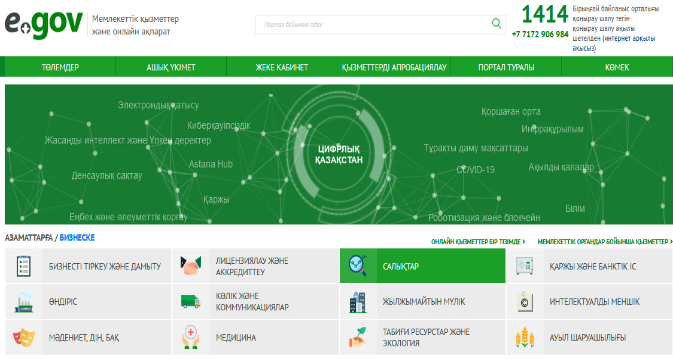 e.gov
Мемлекеттік қызметтер
және онлайн ақпарат
Портал бойынша іздеу
1414
+7 7172 906 984
Бірыңғай байланыс орталығы
қоңырау шалу тегін
қоңырау шалу ақылы
шетелден (интернет арқылы
ақысыз)
ТӨЛЕМДЕР
АШЫҚ ҮКІМЕТ
ЖЕКЕ КАБИНЕТ
ҚЫЗМЕТТЕРДІ АПРОБАЦИЯЛАУ
ПОРТАЛ ТУРАЛЫ
КӨМЕК
Электрондық қатысу
Қоршаған орта
Киберқауіпсіздік
Инфрақұрылым
Жасанды интеллект және Үлкен деректер
ЦИФРЛЫҚ
ҚАЗАҚСТАН
Тұрақты даму мақсаттары
Astana Hub
COVID-19
Ақылды қалалар
Денсаулық сақтау
Қаржы
Білім
Еңбек және әлеуметтік қорғау
Роботизация және блокчейн
АЗАМАТТАРҒА / БИЗНЕСКЕ
ОНЛАЙН ҚЫЗМЕТТЕР БІР ТІЗІМДЕ >
МЕМЛЕКЕТТІК ОРГАНДАР БОЙЫНША ҚЫЗМЕТТЕР >
БИЗНЕСТІ ТІРКЕУ ЖӘНЕ ДАМЫТУ
ЛИЦЕНЗИЯЛАУ ЖӘНЕ
АККРЕДИТТЕУ
САЛЫҚТАР
ҚАРЖЫ ЖӘНЕ БАНКТІК ІС
ӨНДІРІС
КӨЛІК ЖӘНЕ
КОММУНИКАЦИЯЛАР
ЖЫЛЖЫМАЙТЫН МҮЛІК
ИНТЕЛЕКТУАЛДЫ МЕНШІК
МӘДЕНИЕТ, ДІН, БАҚ
МЕДИЦИНА
ТАБИҒИ РЕСУРСТАР ЖӘНЕ
ЭКОЛОГИЯ
АУЫЛ ШАРУАШЫЛЫҒЫ